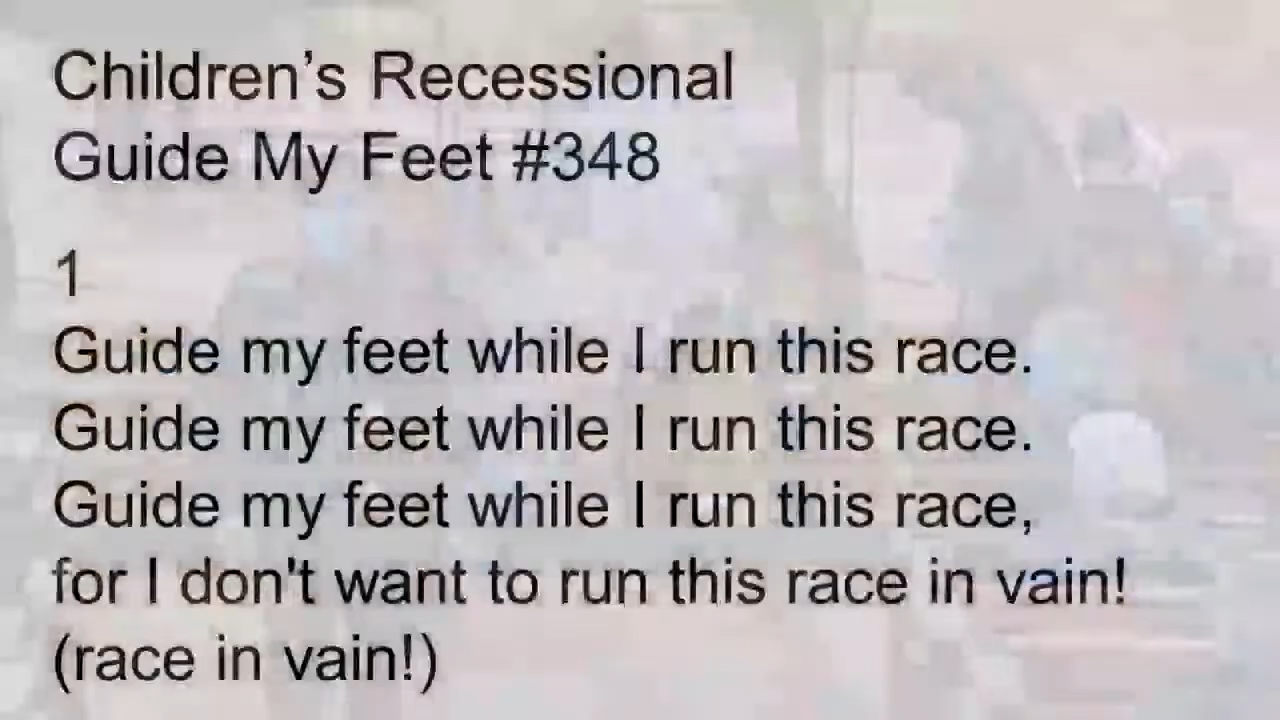 Children’s Recessional
Guide My Feet #348
1
Guide my feet while I run this race.
Guide my feet while I run this race.
Guide my feet while I run this race,
for I don't want to run this race in vain!
(race in vain!)